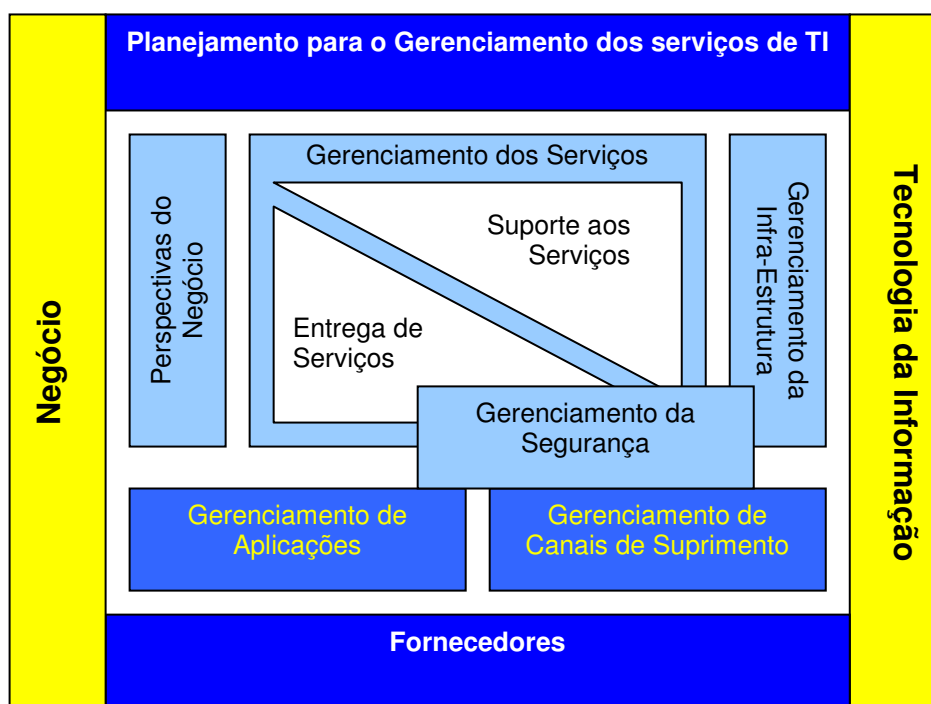 Planejamento para o Gerenciamento dos serviços de TI
Negócio
Perspectivas do
Negócio
Gerenciamento dos Serviços
Suporte aos
Serviços
Entrega de
Serviços
Gerenciamento da
Infra-Estrutura
Tecnologia da Informação
Gerenciamento da
Segurança
Gerenciamento de
Aplicações
Gerenciamento de
Canais de Suprimento
Fornecedores